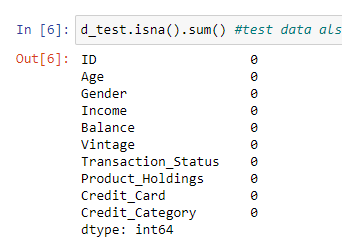 In [6]: d_test.isna().sum() #test data als
Out[6]: ID 0
Age 0
Gender 0
Income 0
Balance 0
Vintage 0
Transaction_Status 0
Product_Holdings 0
Credit_Card 0
Credit_Category 0
dtype: int64